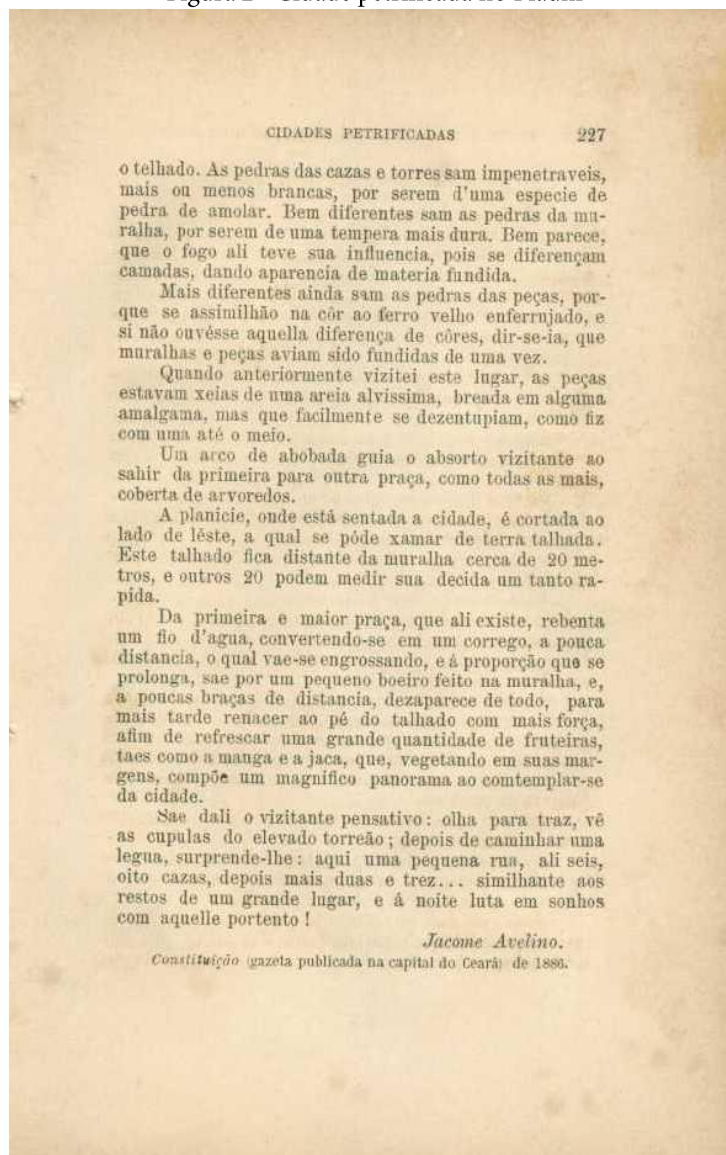 CIDADES PETRIFICADAS 227
o telhado. As pedras das cazas e torres sam impenetraveis,
mais ou menos brancas, por serem d'uma especie de
pedra de amolar. Bem diferentes sam as pedras da mu-
ralha, por serem de uma tempera mais dura. Bem parece,
que o fogo ali teve sua influencia, pois se diferençam
camadas, dando aparencia de materia fundida.
Mais diferentes ainda sam as pedras das peças, por-
que se assimilhão na côr ao ferro velho enferrujado, e
si não ouvésse aquella diferença de côres, dir-se-ia, que
muralhas e peças aviam sido fundidas de uma vez.
Quando anteriormente vizitei este lugar, as peças
estavam xeias de uma areia alvissima, breada em alguma
amalgama, mas que facilmente se dezentupiam, como fiz
com uma até o meio.
Um arco de abobada guia o absorto vizitante ao
sahir da primeira para outra praça, como todas as mais,
coberta de arvoredos.
A planicie, onde está sentada a cidade, é cortada ao
lado de léste, a qual se póde xamar de terra talhada.
Este talhado fica distante da muralha cerca de 20 me-
tros, e outros 20 podem medir sua decida um tanto ra-
pida.
Da primeira e maior praça, que ali existe, rebenta
um fio d'agua, convertendo-se em um corrego, a pouca
distancia, o qual vae-se engrossando, e á proporção que se
prolonga, sae por um pequeno boeiro feito na muralha, e,
a poucas braças de distancia, dezaparece de todo, para
mais tarde renacer ao pé do talhado com mais força,
afim de refrescar uma grande quantidade de fruteiras,
taes como a manga e a jaca, que, vegetando em suas mar-
gens, compõe um magnifico panorama ao comtemplar-se
da cidade.
Sae dali o vizitante pensativo: olha para traz, vê
as cupulas do elevado torreão; depois de caminhar uma
legua, surprende-lhe: aqui uma pequena rua, ali seis,
oito cazas, depois mais duas e trez... similhante aos
restos de um grande lugar, e á noite luta em sonhos
com aquelle portento!
Jacome Avelino.
Constituição (gazeta publicada na capital do Ceará) de 1886.